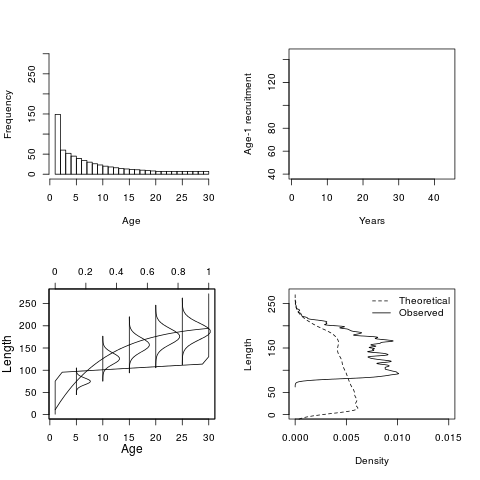 Frequency
0
50
150
250
0 5 10 15 20 25 30
Age
Age-1 recruitment
40
60
80
100
120
0 10 20 30 40
Years
0 0.2 0.4 0.6 0.8 1
Length
0
50
100
150
200
250
0 5 10 15 20 25 30
Age
Length
0
50
150
250
Theoretical
Observed
0.000 0.005 0.010 0.015
Density